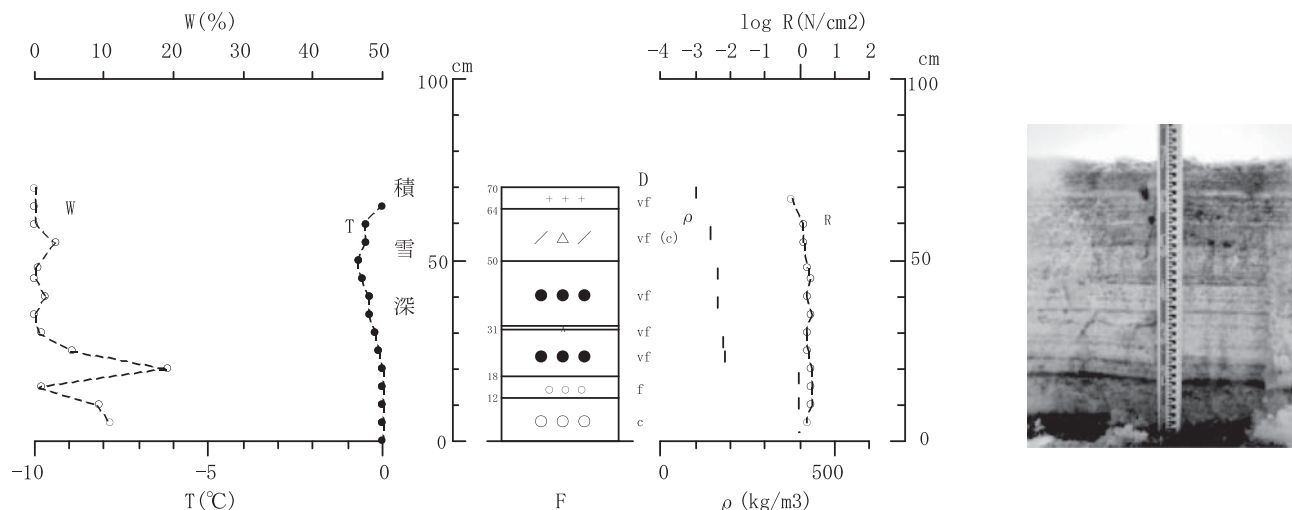 W(%)
0 10 20 30 40 50
cm
100
50
0
W
T
積
雪
深
-10 -5 0
T(℃)
D
70
+ + +
vf
64
vf (c)
50
vf
31
vf
vf
18
f
12
c
F
log R(N/cm2)
-4 -3 -2 -1 0 1 2
cm
100
50
0
ρ
R
0 500
ρ (kg/m3)